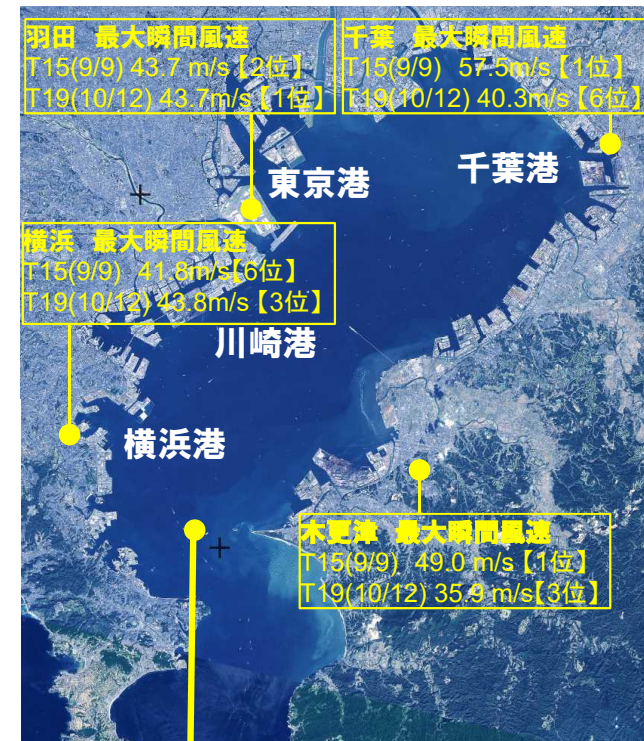 羽田 最大瞬間風速
T15(9/9) 43.7 m/s【2位】
T19(10/12) 43.7m/s【1位】
千葉 最大瞬間風速
T15(9/9) 57.5m/s【1位】
T19(10/12) 40.3m/s【6位】
東京港
千葉港
横浜 最大瞬間風速
T15(9/9) 41.8m/s【6位】
T19(10/12) 43.8m/s【3位】
川崎港
横浜港
木更津 最大瞬間風速
T15(9/9) 49.0 m/s【1位】
T19(10/12) 35.9 m/s【3位】